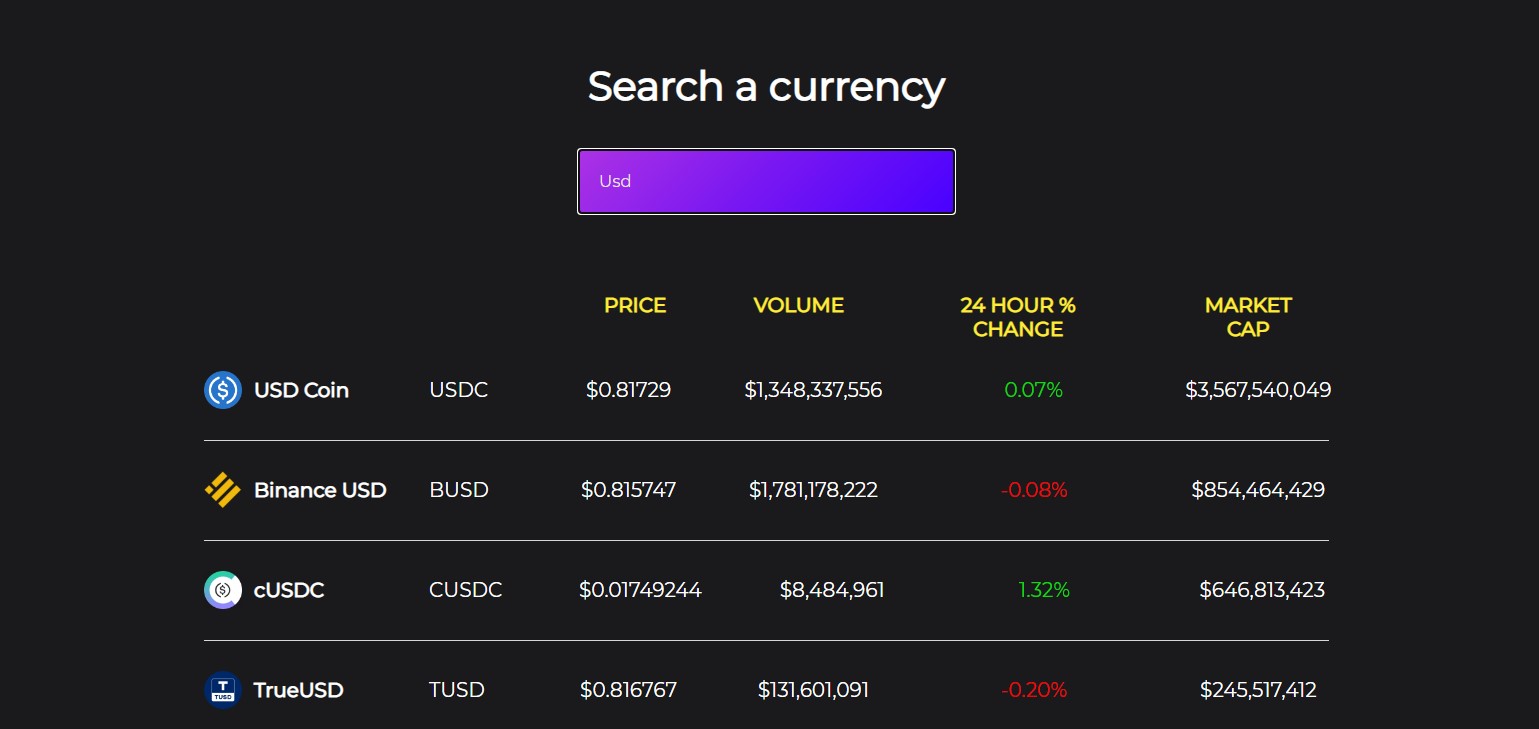 Search a currency
Usd
PRICE VOLUME 24 HOUR % CHANGE MARKET CAP
USD Coin USDC $0.81729 $1,348,337,556 0.07% $3,567,540,049
Binance USD BUSD $0.815747 $1,781,178,222 -0.08% $854,464,429
cUSDC CUSDC $0.01749244 $8,484,961 1.32% $646,813,423
T
TUSD
TrueUSD TUSD $0.816767 $131,601,091 -0.20% $245,517,412